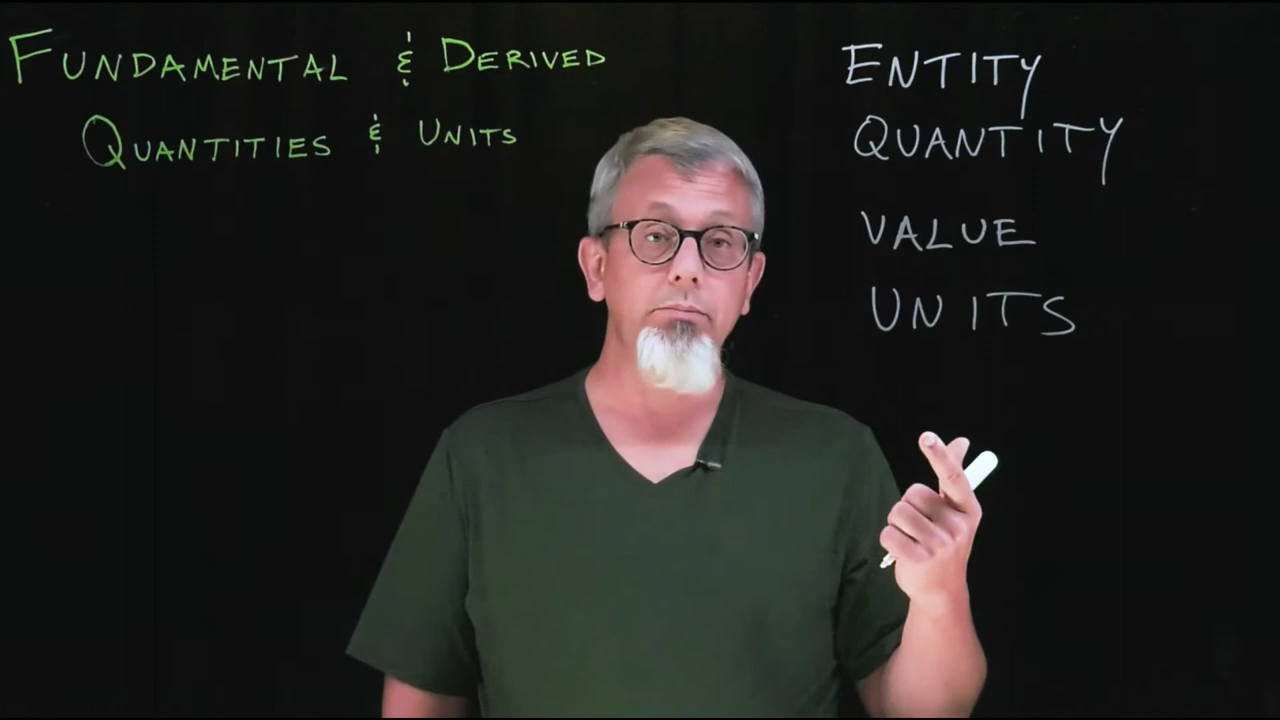 FUNDAMENTAL & DERIVED
QUANTITIES & UNITS
ENTITY
QUANTITY
VALUE
UNITS